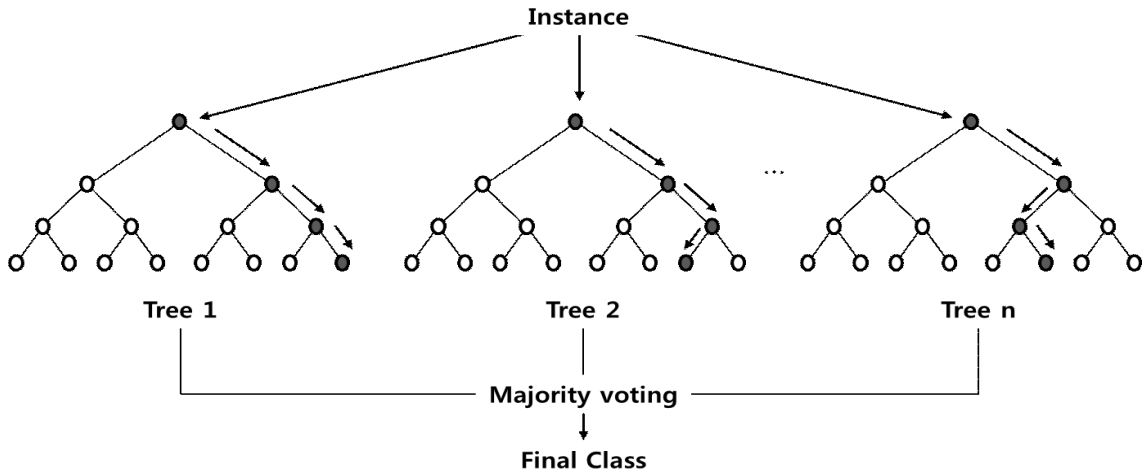 Instance
...
Tree 1
Tree 2
Tree n
Majority voting
Final Class